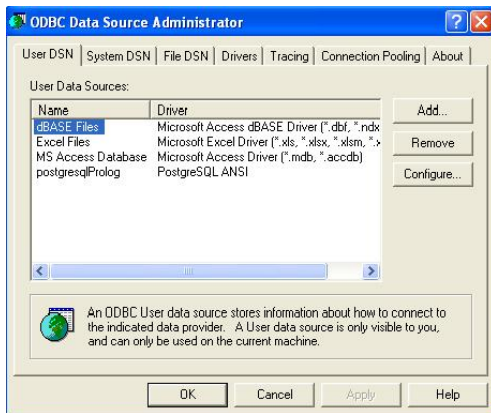 ODBC Data Source Administrator
User DSN System DSN File DSN Drivers Tracing Connection Pooling About
User Data Sources:
Name Driver
dBASE Files Microsoft Access dBASE Driver (*.dbf, *.ndx
Excel Files Microsoft Excel Driver (*.xls, *.xlsx, *.xlsm, *.x
MS Access Database Microsoft Access Driver (*.mdb, *.accdb)
postgresqlProlog PostgreSQL ANSI
Add...
Remove
Configure...
An ODBC User data source stores information about how to connect to
the indicated data provider. A User data source is only visible to you,
and can only be used on the current machine.
OK Cancel Apply Help